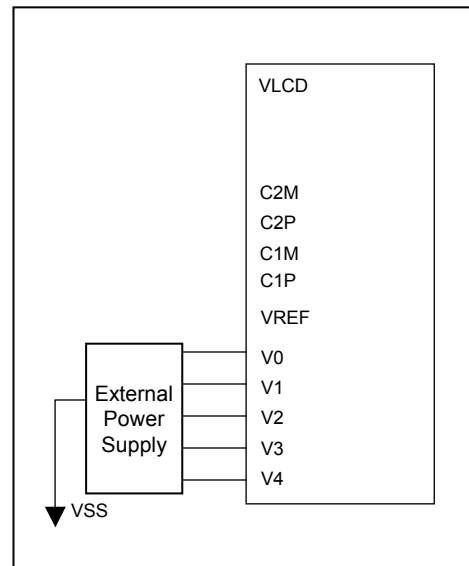 VLCD
C2M
C2P
C1M
C1P
VREF
V0
V1
V2
V3
V4
External
Power
Supply
VSS